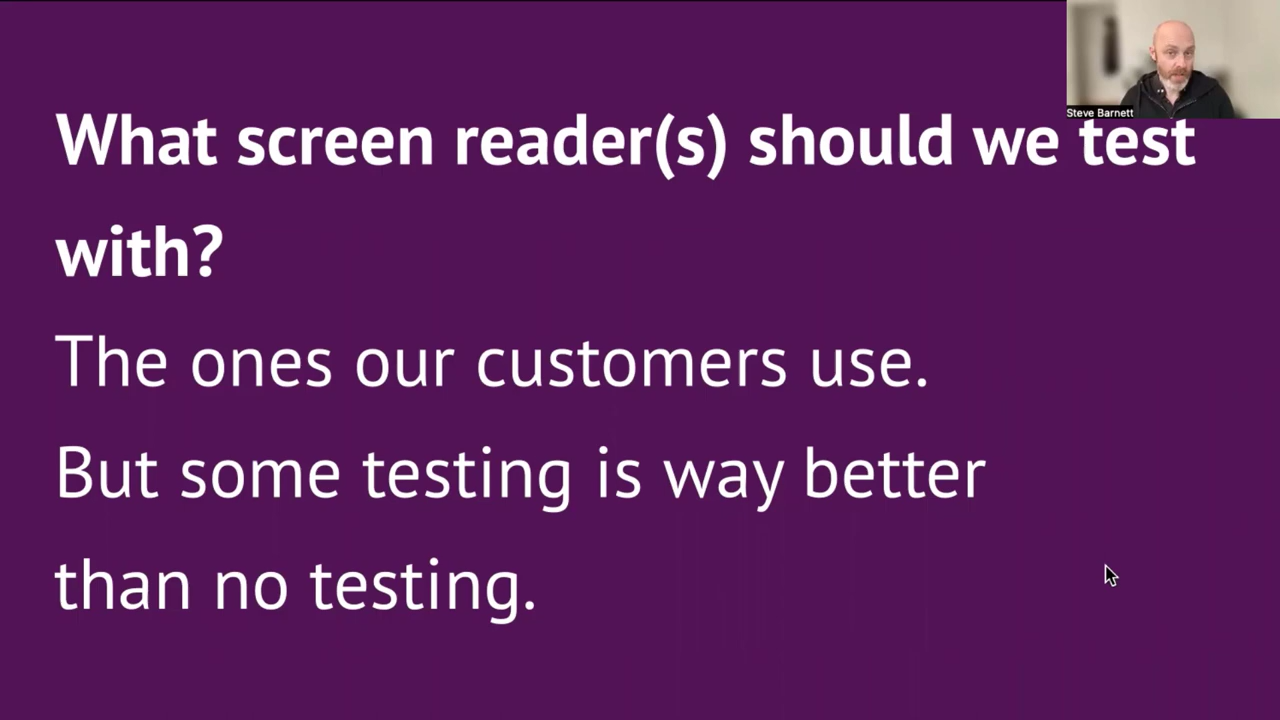 Steve Barnett
What screen reader(s) should we test
with?
The ones our customers use.
But some testing is way better
than no testing.